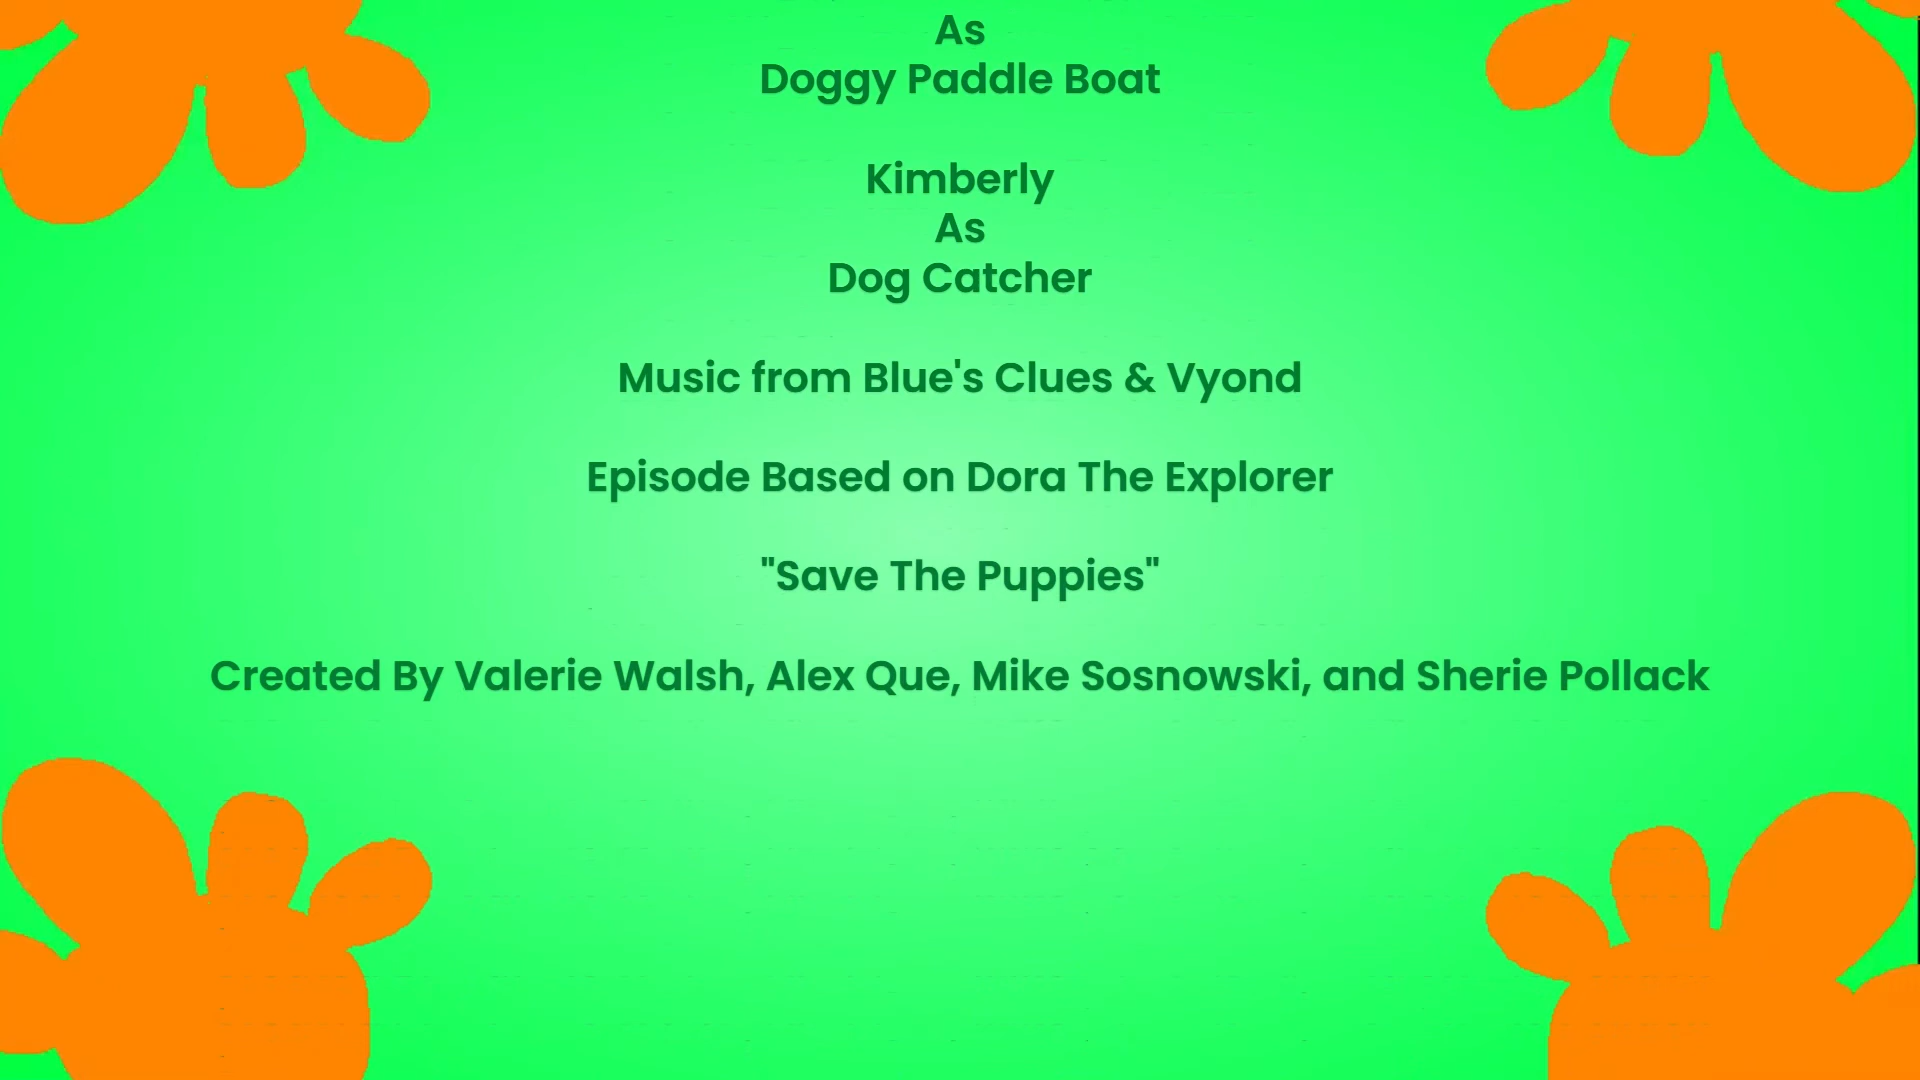 As
Doggy Paddle Boat
Kimberly
As
Dog Catcher
Music from Blue's Clues & Vyond
Episode Based on Dora The Explorer
"Save The Puppies"
Created By Valerie Walsh, Alex Que, Mike Sosnowski, and Sherie Pollack